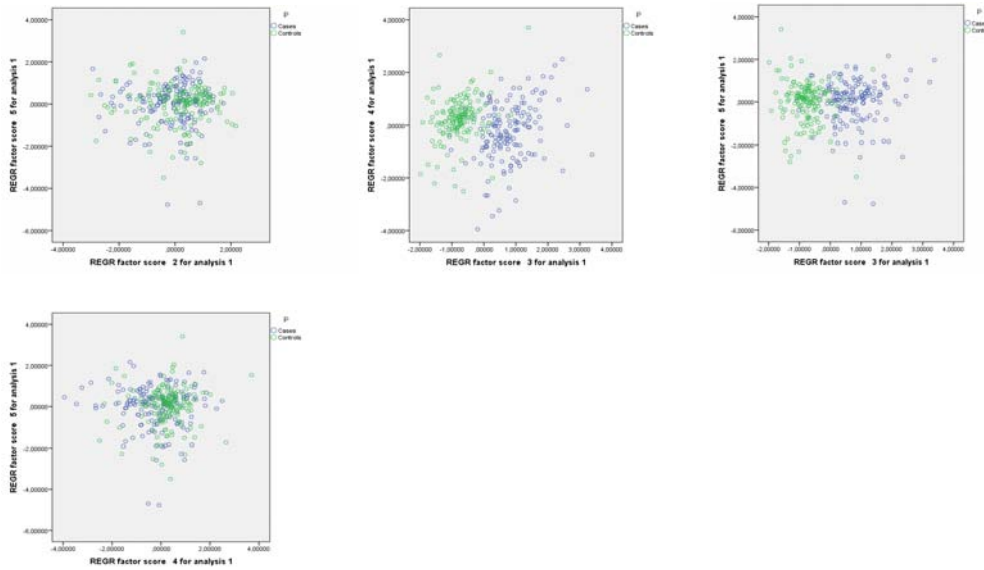 P
Cases
Controls
REGR factor score 5 for analysis 1
4,00000
2,00000
,00000
-2,00000
-4,00000
-6,00000
-4,00000
-2,00000
,00000
2,00000
REGR factor score 2 for analysis 1
P
Cases
Controls
REGR factor score 4 for analysis 1
4,00000
2,00000
,00000
-2,00000
-4,00000
-2,00000
-1,00000
,00000
1,00000
2,00000
3,00000
4,00000
REGR factor score 3 for analysis 1
P
Cases
Cont
REGR factor score 5 for analysis 1
4,00000
2,00000
,00000
-2,00000
-4,00000
-6,00000
-2,00000
-1,00000
,00000
1,00000
2,00000
3,00000
4,00000
REGR factor score 3 for analysis 1
P
Cases
Controls
REGR factor score 5 for analysis 1
4,00000
2,00000
,00000
-2,00000
-4,00000
-6,00000
-4,00000
-2,00000
,00000
2,00000
4,00000
REGR factor score 4 for analysis 1